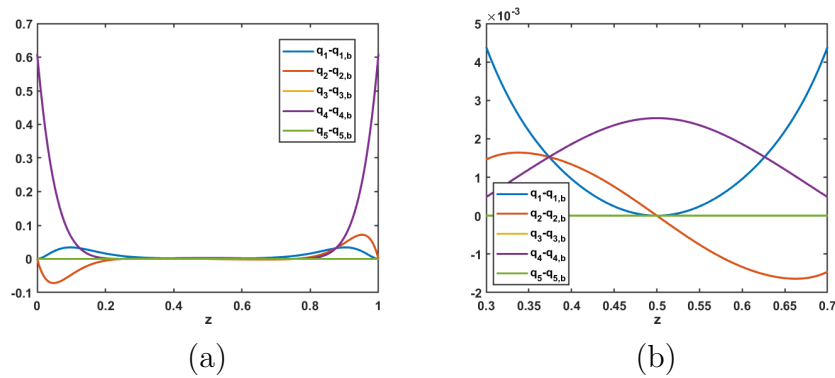 0.7
0.6
0.5
0.4
0.3
0.2
0.1
0
-0.1
0 0.2 0.4 0.6 0.8 1
z
q1-q1,b
q2-q2,b
q3-q3,b
q4-q4,b
q5-q5,b
(a)
×10-3
5
4
3
2
1
0
-1
-2
0.3 0.35 0.4 0.45 0.5 0.55 0.6 0.65 0.7
z
q1-q1,b
q2-q2,b
q3-q3,b
q4-q4,b
q5-q5,b
(b)